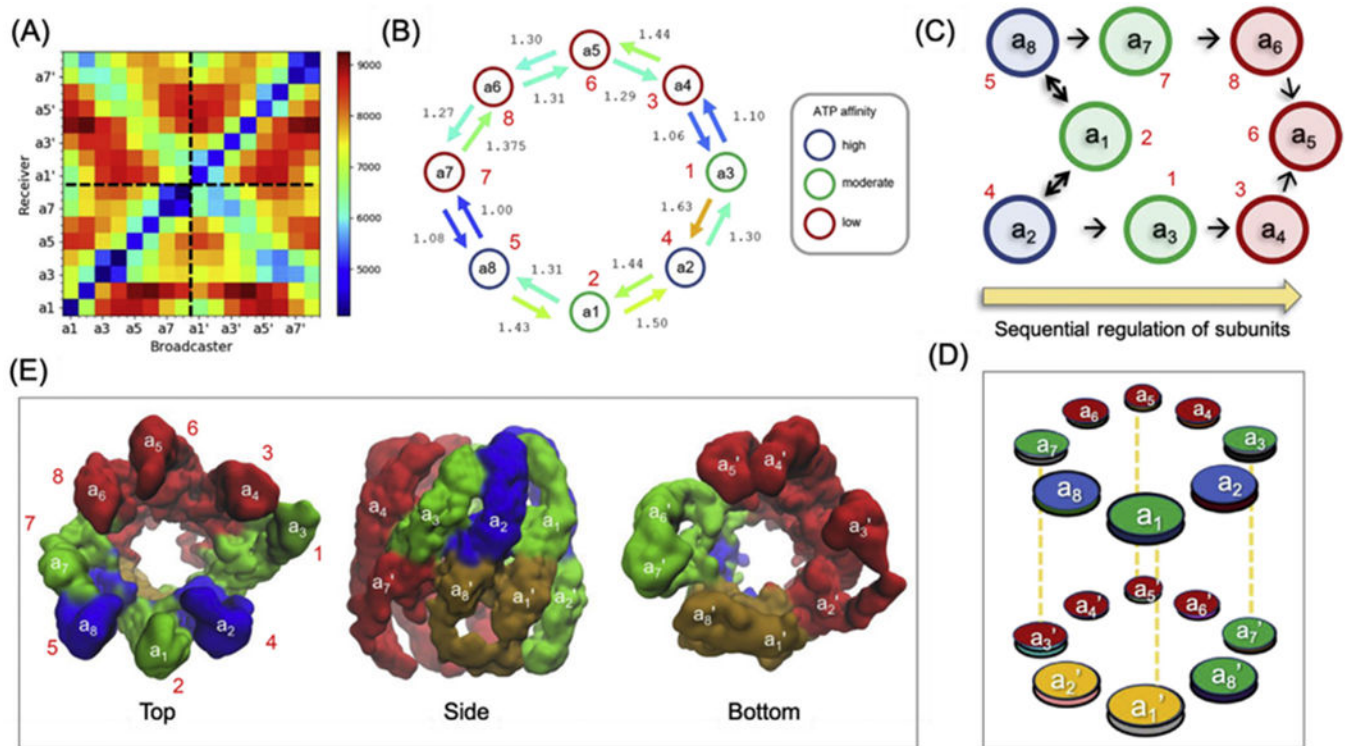 (A)
9000
8000
7000
6000
5000
Receiver
a7'
a5'
a3'
a1'
a7
a5
a3
a1
a1 a3 a5 a7 a1' a3' a5' a7'
Broadcaster
(B)
1.30
a5
1.44
a6
6
a4
1.31
1.29
3
1.27
8
1.06
1.10
1.375
a7
7
1
a3
1.00
1.63
1.08
5
4
1.30
a8
1.31
2
1.44
a2
a1
1.43
1.50
ATP affinity
high
moderate
low
(C)
a8
a7
a6
5
7
8
a1
2
6
a5
4
1
3
a2
a3
a4
Sequential regulation of subunits
(E)
a5
6
3
8
a6
a4
a3
7
1
a7
a8
a2
a1
5
4
2
Top
a4
a3
a2
a1
a7'
a8'
a1'
a2'
Side
a5'
a4'
a6'
a3'
a7'
a2'
a8'
a1'
Bottom
(D)
a5
a6
a4
a7
a3
a8
a2
a1
a5'
a4'
a6'
a3'
a7'
a2'
a8'
a1'